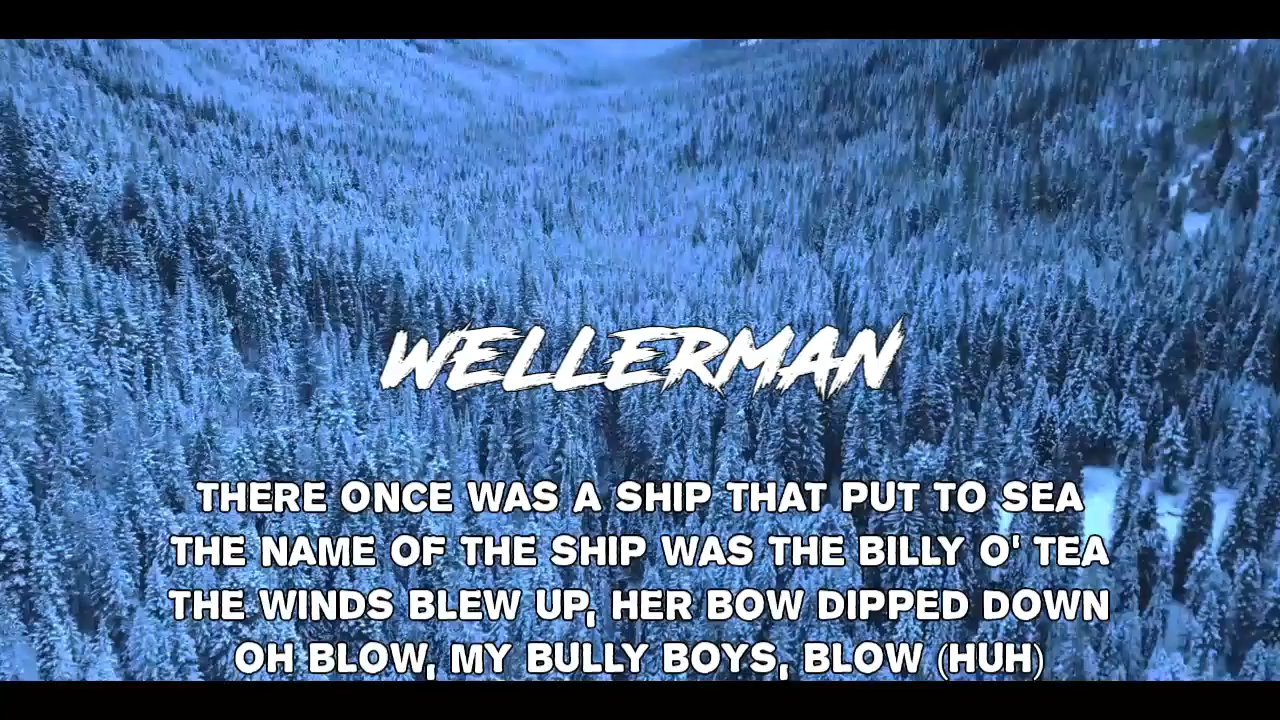 WELLERMAN
THERE ONCE WAS A SHIP THAT PUT TO SEA
THE NAME OF THE SHIP WAS THE BILLY O' TEA
THE WINDS BLEW UP, HER BOW DIPPED DOWN
OH BLOW, MY BULLY BOYS, BLOW (HUH)